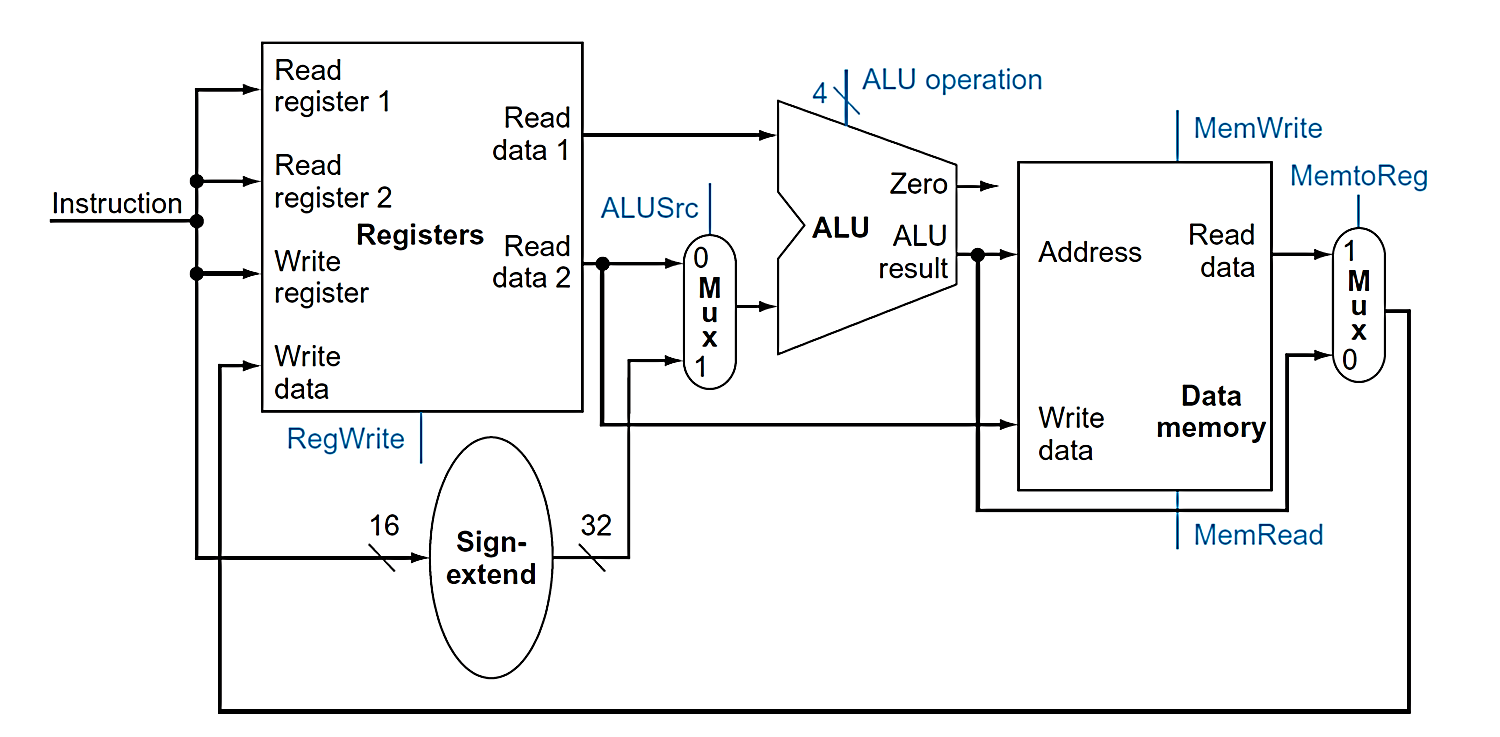 Instruction
Read
register 1
Read
register 2
Registers
Write
register
Write
data
Read
data 1
Read
data 2
RegWrite
16
Sign-
extend
32
ALUSrc
0
M
u
x
1
4
ALU operation
Zero
ALU
ALU
result
MemWrite
Address
Read
data
Write
data
Data
memory
MemRead
MemtoReg
1
M
u
x
0